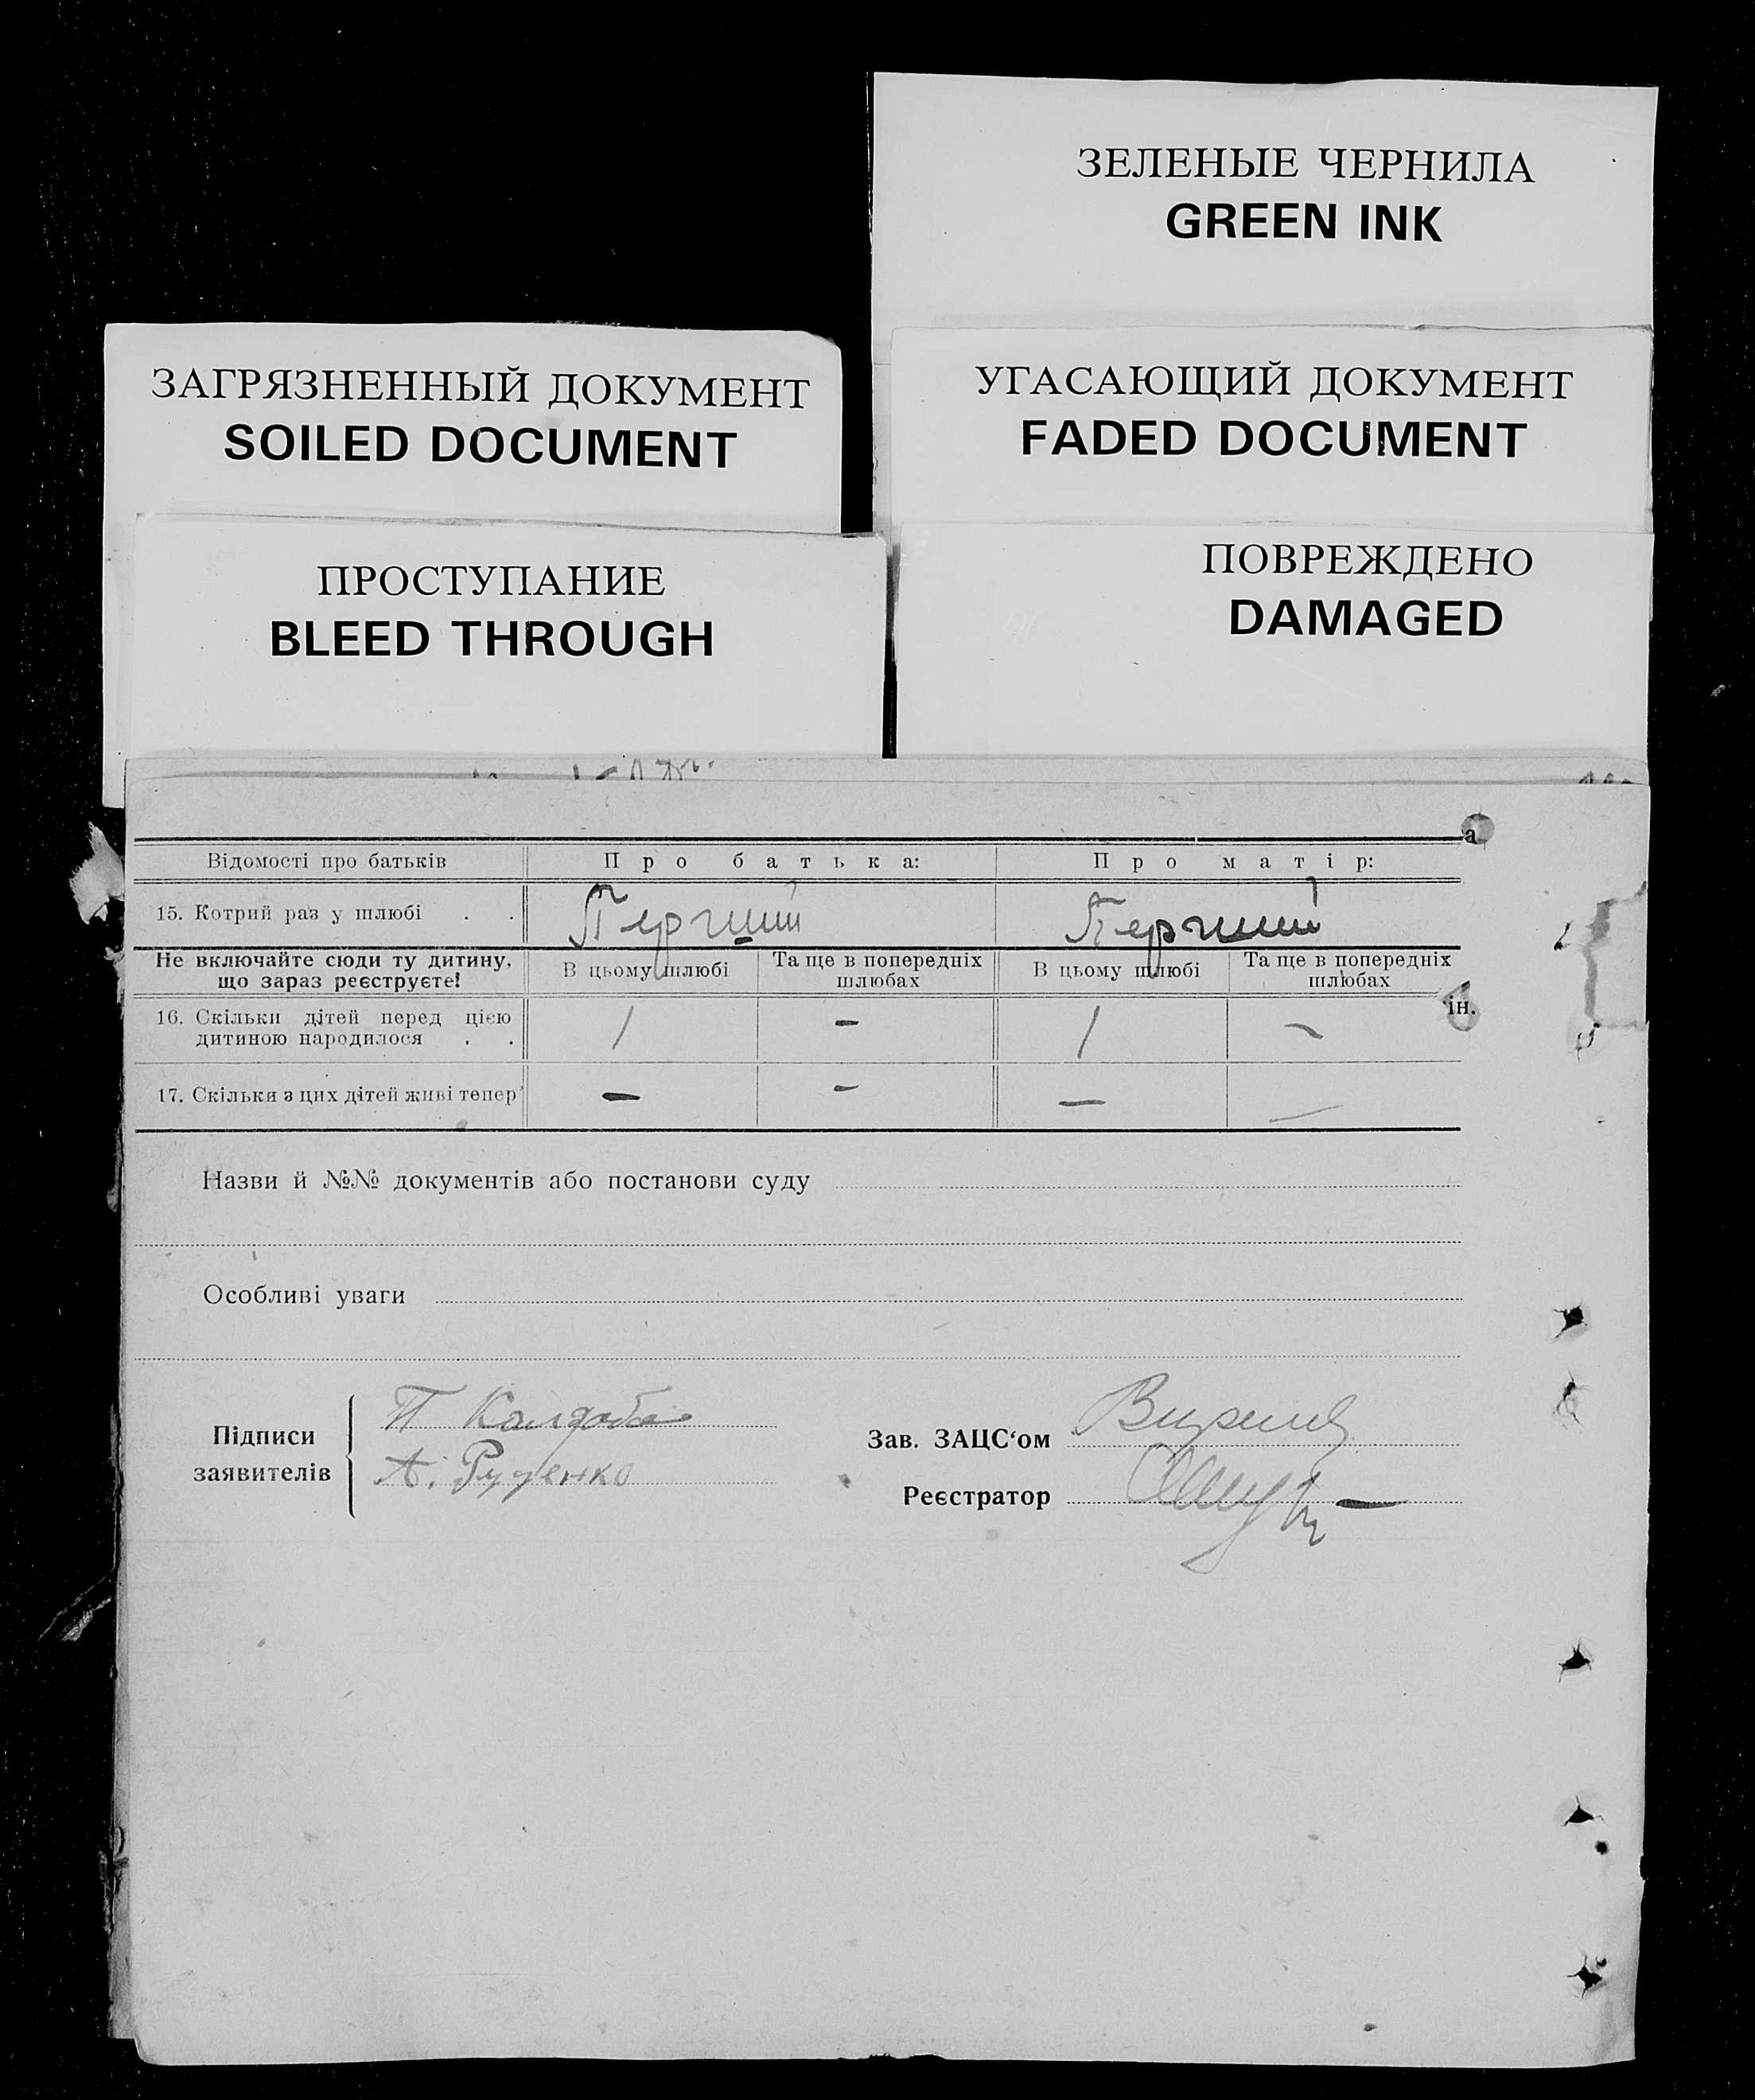 ЗЕЛЕНЫЕ ЧЕРНИЛА
GREEN INK
ЗАГРЯЗНЕННЫЙ ДОКУМЕНТ
SOILED DOCUMENT
УГАСАЮЩИЙ ДОКУМЕНТ
FADED DOCUMENT
ПРОСТУПАНИЕ
BLEED THROUGH
ПОВРЕЖДЕНО
DAMAGED
а
Відомості про батьків Про батька: Про матір:
15. Котрий раз у шлюбі . . Перший Перший
Не включайте сюди ту дитину, що зараз реєструєте! В цьому шлюбі Та ще в попередніх шлюбах В цьому шлюбі Та ще в попередніх шлюбах
ін.
16. Скільки дітей перед цією дитиною народилося . . 1 - 1 -
17. Скільки з цих дітей живі тепер - - - -
Назви й №№ документів або постанови суду
Особливі уваги
Підписи заявителів
П Калдоба
А. Руденко
Зав. ЗАЦС‘ом
Реєстратор